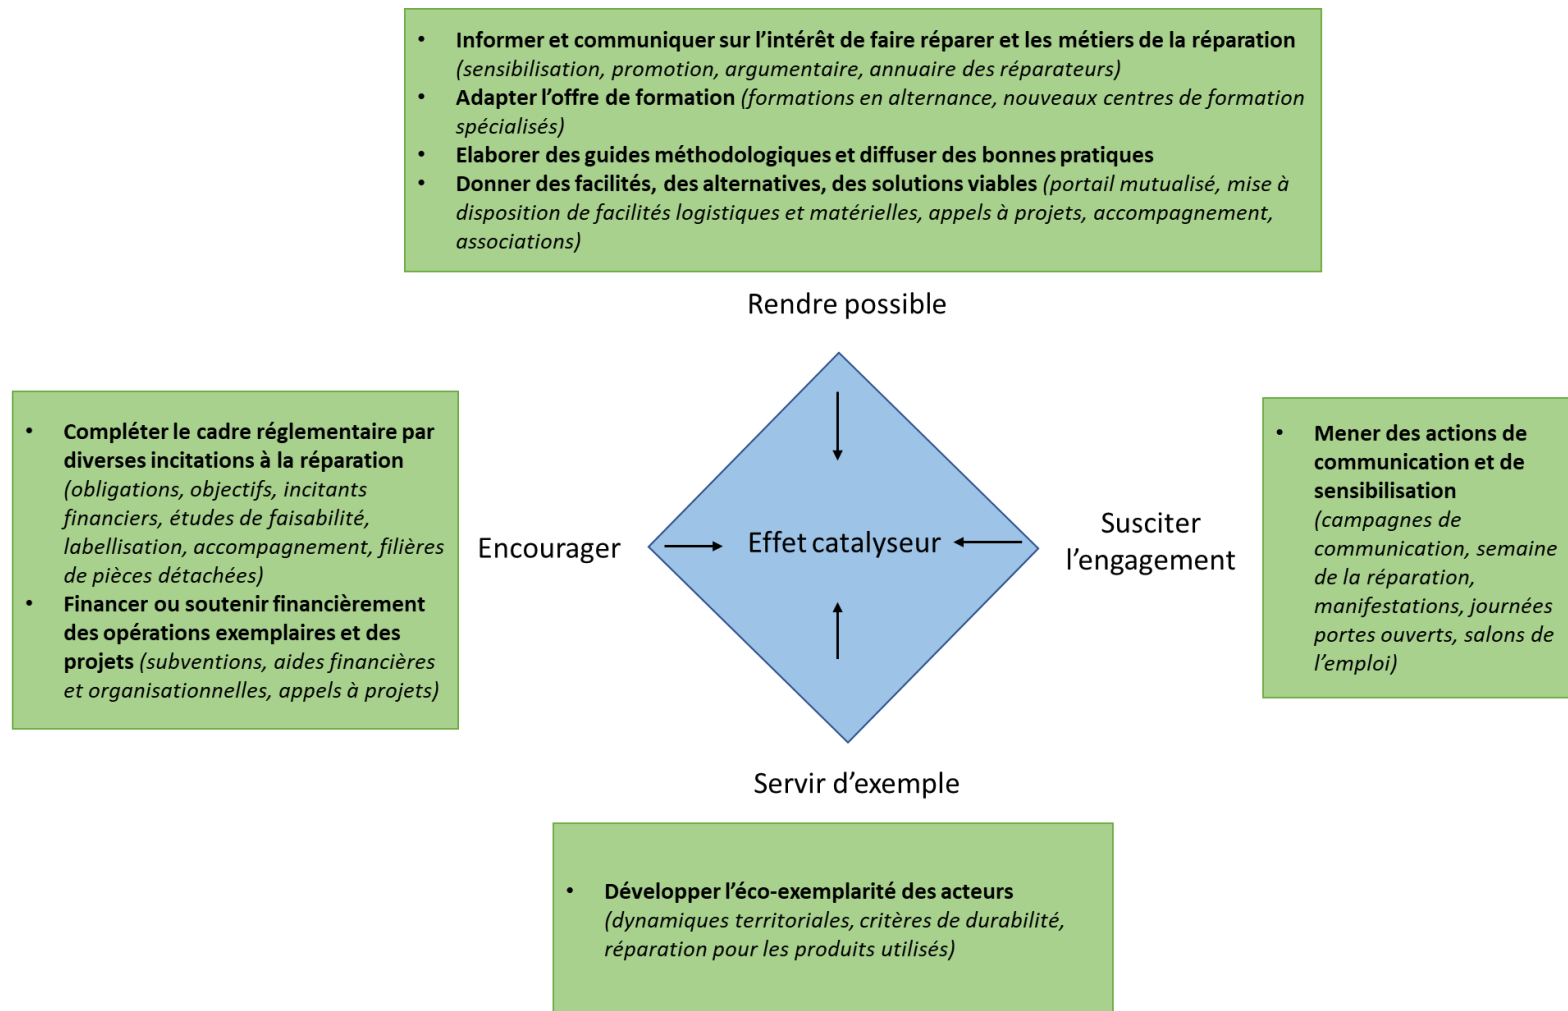 • Informer et communiquer sur l’intérêt de faire réparer et les métiers de la réparation
(sensibilisation, promotion, argumentaire, annuaire des réparateurs)
• Adapter l’offre de formation (formations en alternance, nouveaux centres de formation
spécialisés)
• Elaborer des guides méthodologiques et diffuser des bonnes pratiques
• Donner des facilités, des alternatives, des solutions viables (portail mutualisé, mise à
disposition de facilités logistiques et matérielles, appels à projets, accompagnement,
associations)
Rendre possible
• Compléter le cadre réglementaire par
diverses incitations à la réparation
(obligations, objectifs, incitants
financiers, études de faisabilité,
labellisation, accompagnement, filières
de pièces détachées)
• Financer ou soutenir financièrement
des opérations exemplaires et des
projets (subventions, aides financières
et organisationnelles, appels à projets)
Encourager
Effet catalyseur
Susciter
l’engagement
• Mener des actions de
communication et de
sensibilisation
(campagnes de
communication, semaine
de la réparation,
manifestations, journées
portes ouverts, salons de
l’emploi)
Servir d’exemple
• Développer l’éco-exemplarité des acteurs
(dynamiques territoriales, critères de durabilité,
réparation pour les produits utilisés)